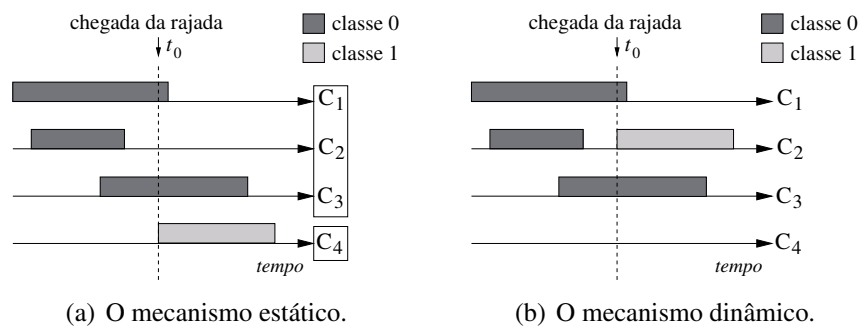 chegada da rajada
t0
classe 0
classe 1
C1
C2
C3
C4
tempo
(a) O mecanismo estático.
chegada da rajada
t0
classe 0
classe 1
C1
C2
C3
C4
tempo
(b) O mecanismo dinâmico.